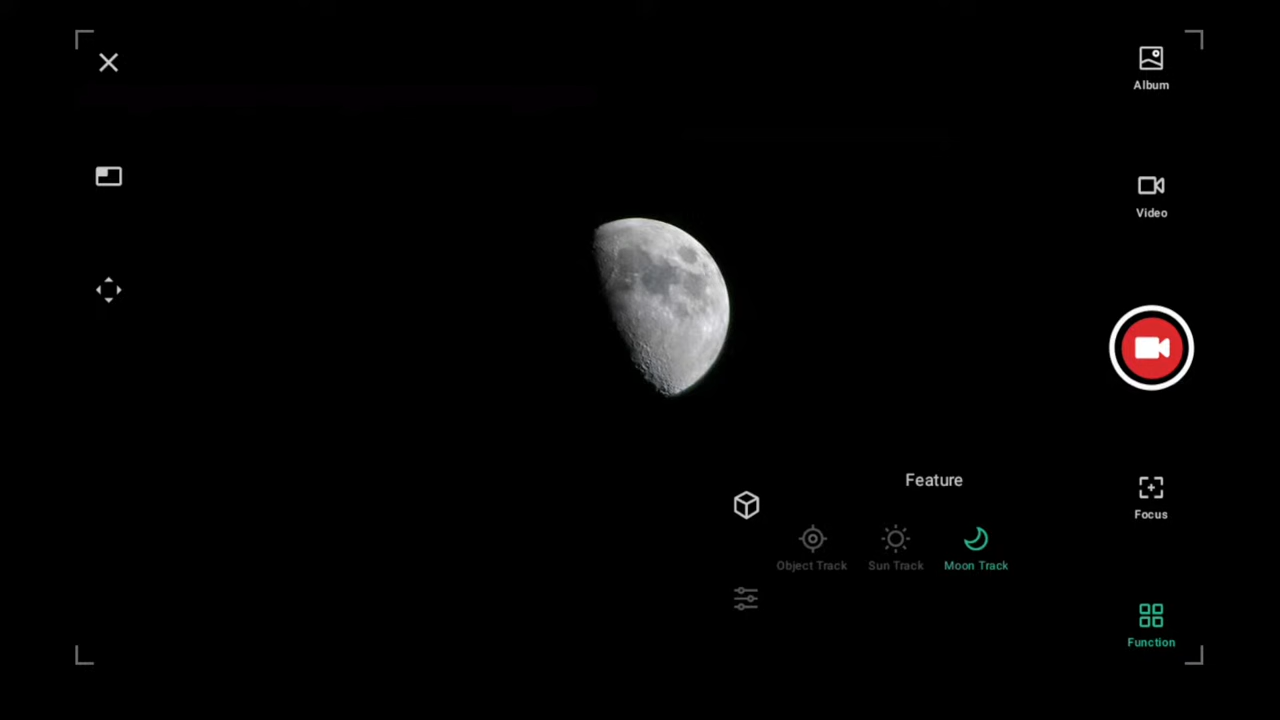 Album
Video
Feature
Focus
Object Track
Sun Track
Moon Track
Function